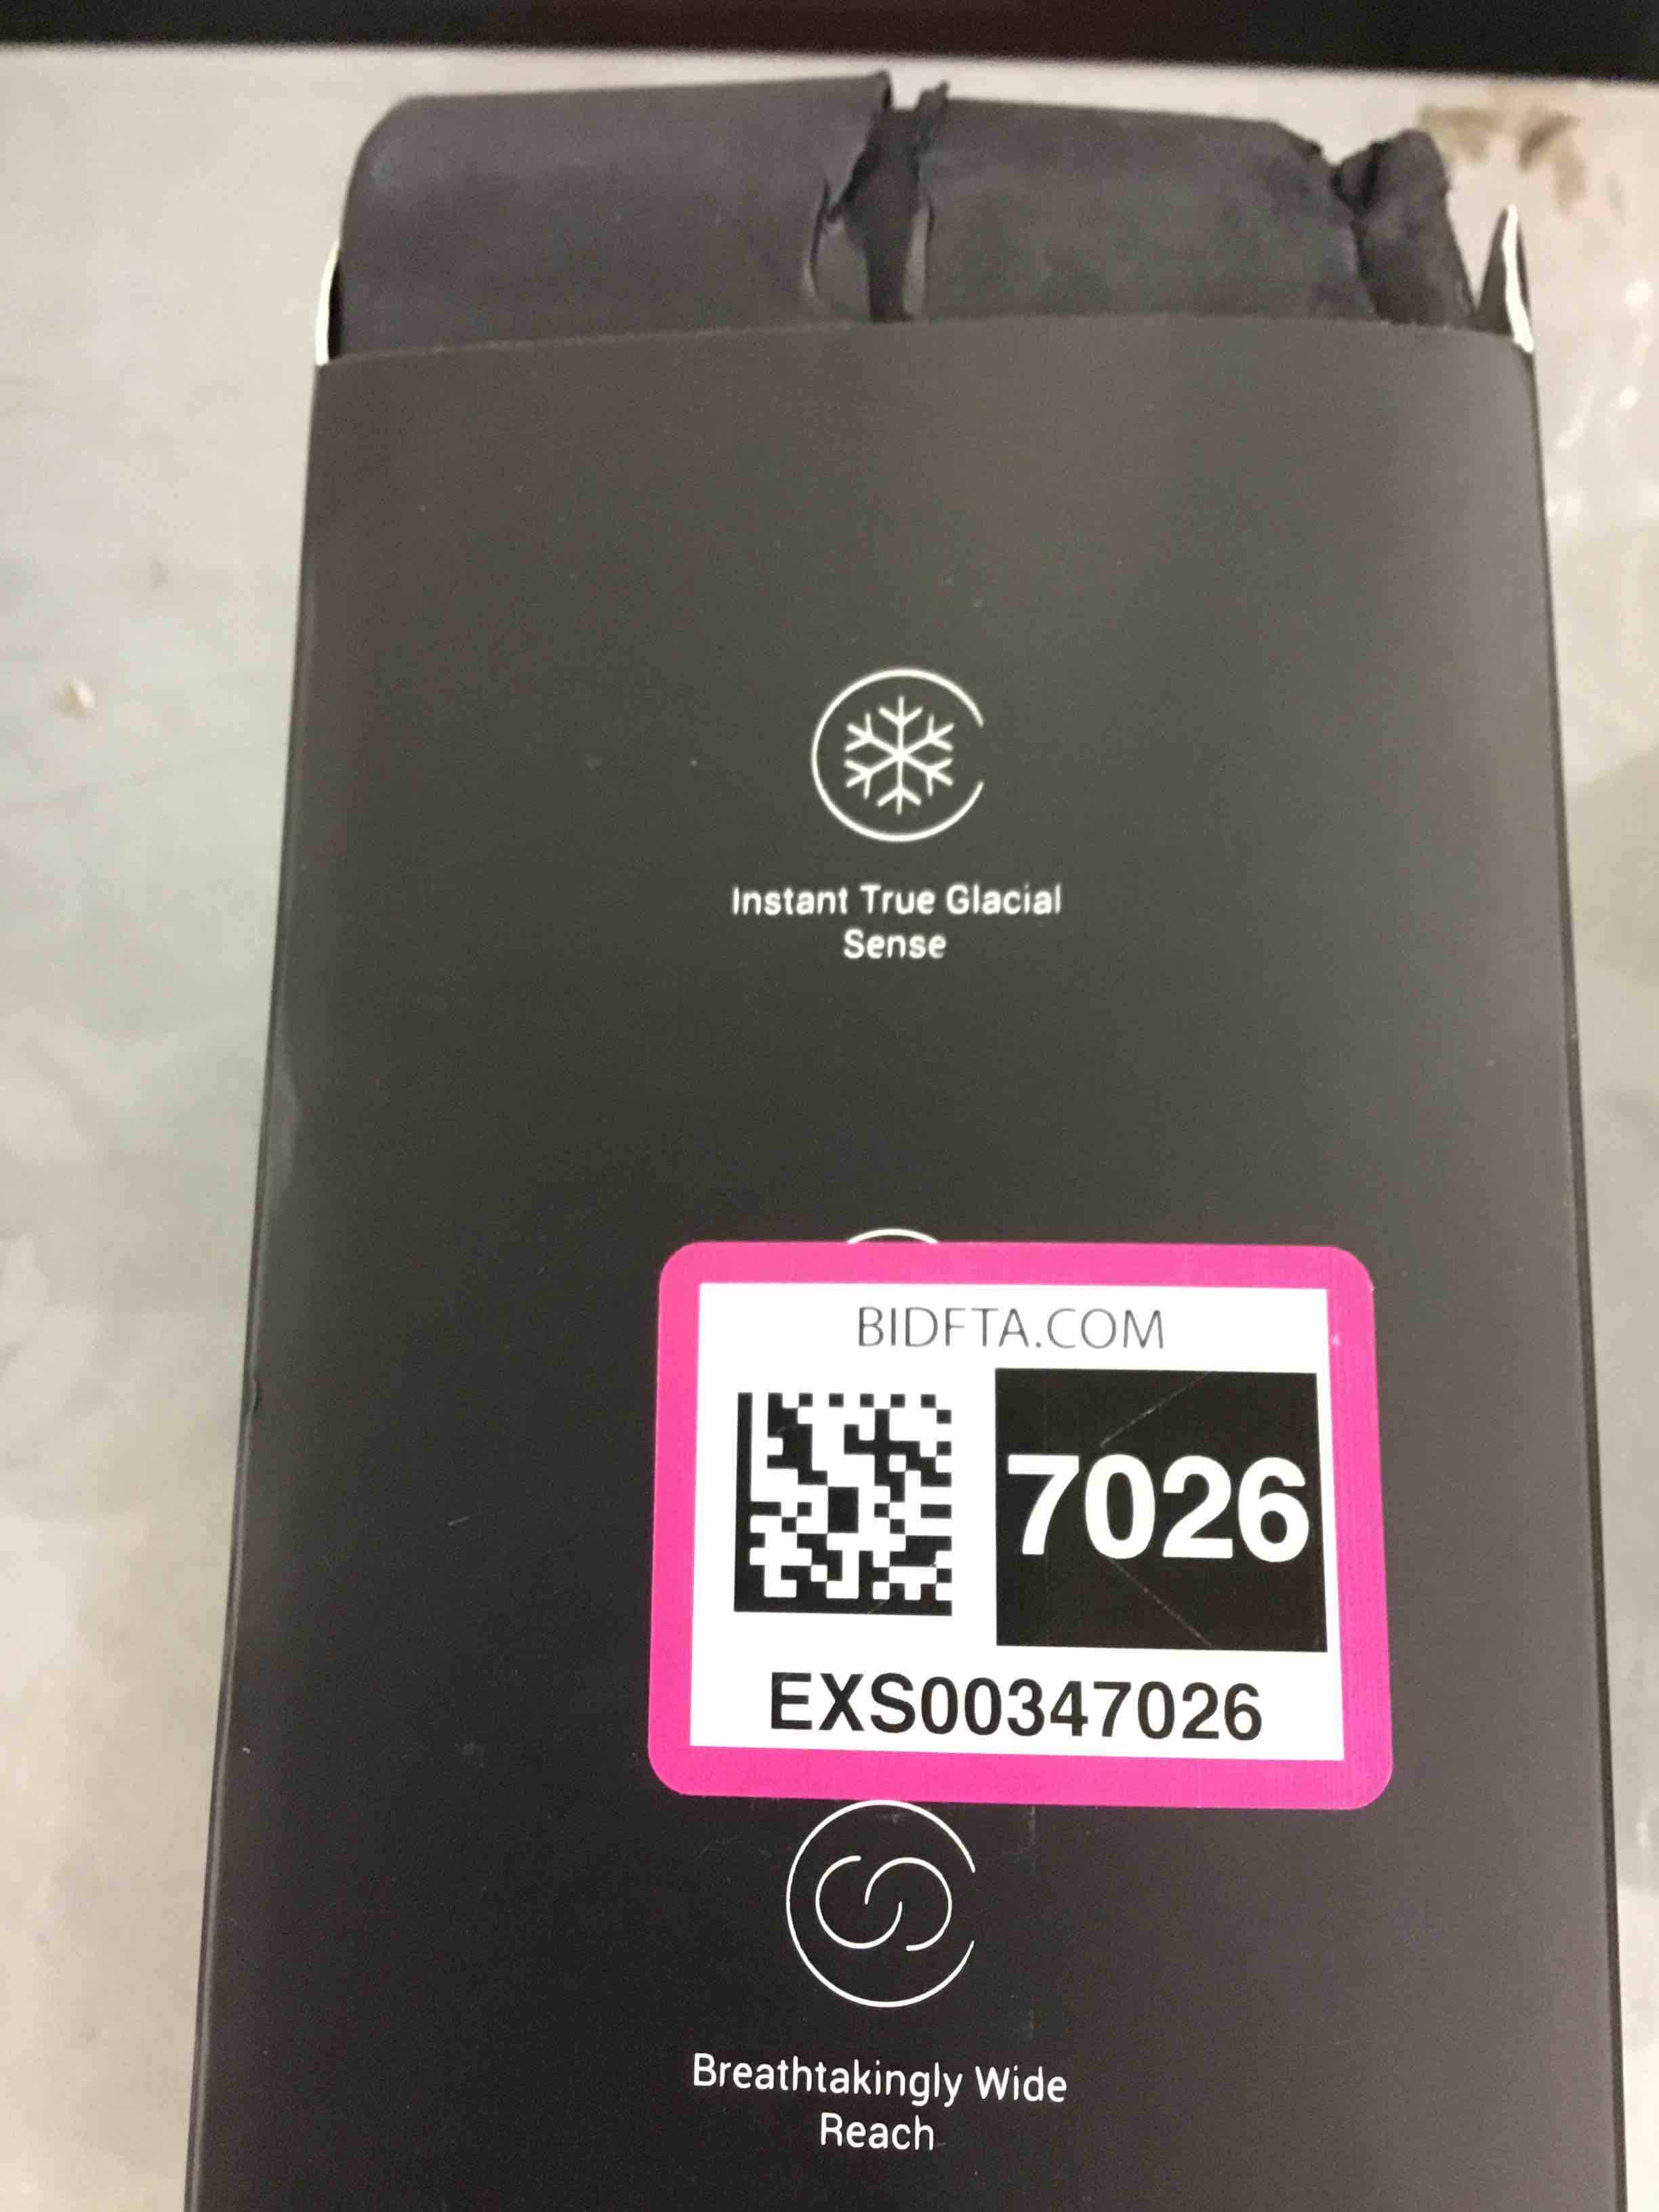 Instant True Glacial
Sense
BIDFTA.COM
7026
EXS00347026
Breathtakingly Wide
Reach